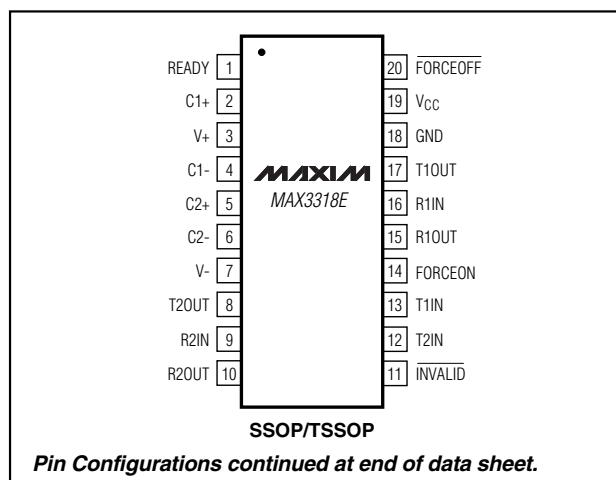 READY 1
C1+ 2
V+ 3
C1- 4
C2+ 5
C2- 6
V- 7
T2OUT 8
R2IN 9
R2OUT 10
MAXIM
MAX3318E
20 FORCEOFF
19 VCC
18 GND
17 T1OUT
16 R1IN
15 R1OUT
14 FORCEON
13 T1IN
12 T2IN
11 INVALID
SSOP/TSSOP
Pin Configurations continued at end of data sheet.